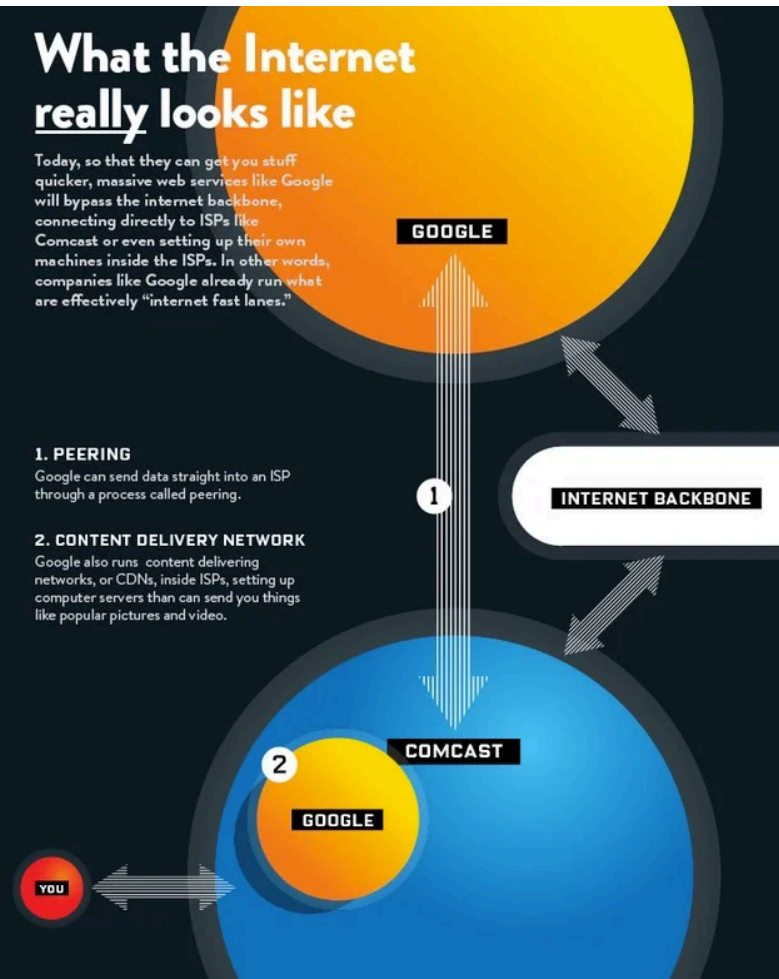 What the Internet
really looks like
Today, so that they can get you stuff
quicker, massive web services like Google
will bypass the internet backbone,
connecting directly to ISPs like
Comcast or even setting up their own
machines inside the ISPs. In other words,
companies like Google already run what
are effectively “internet fast lanes.”
GOOGLE
1. PEERING
Google can send data straight into an ISP
through a process called peering.
1
INTERNET BACKBONE
2. CONTENT DELIVERY NETWORK
Google also runs content delivering
networks, or CDNs, inside ISPs, setting up
computer servers than can send you things
like popular pictures and video.
COMCAST
2
GOOGLE
YOU